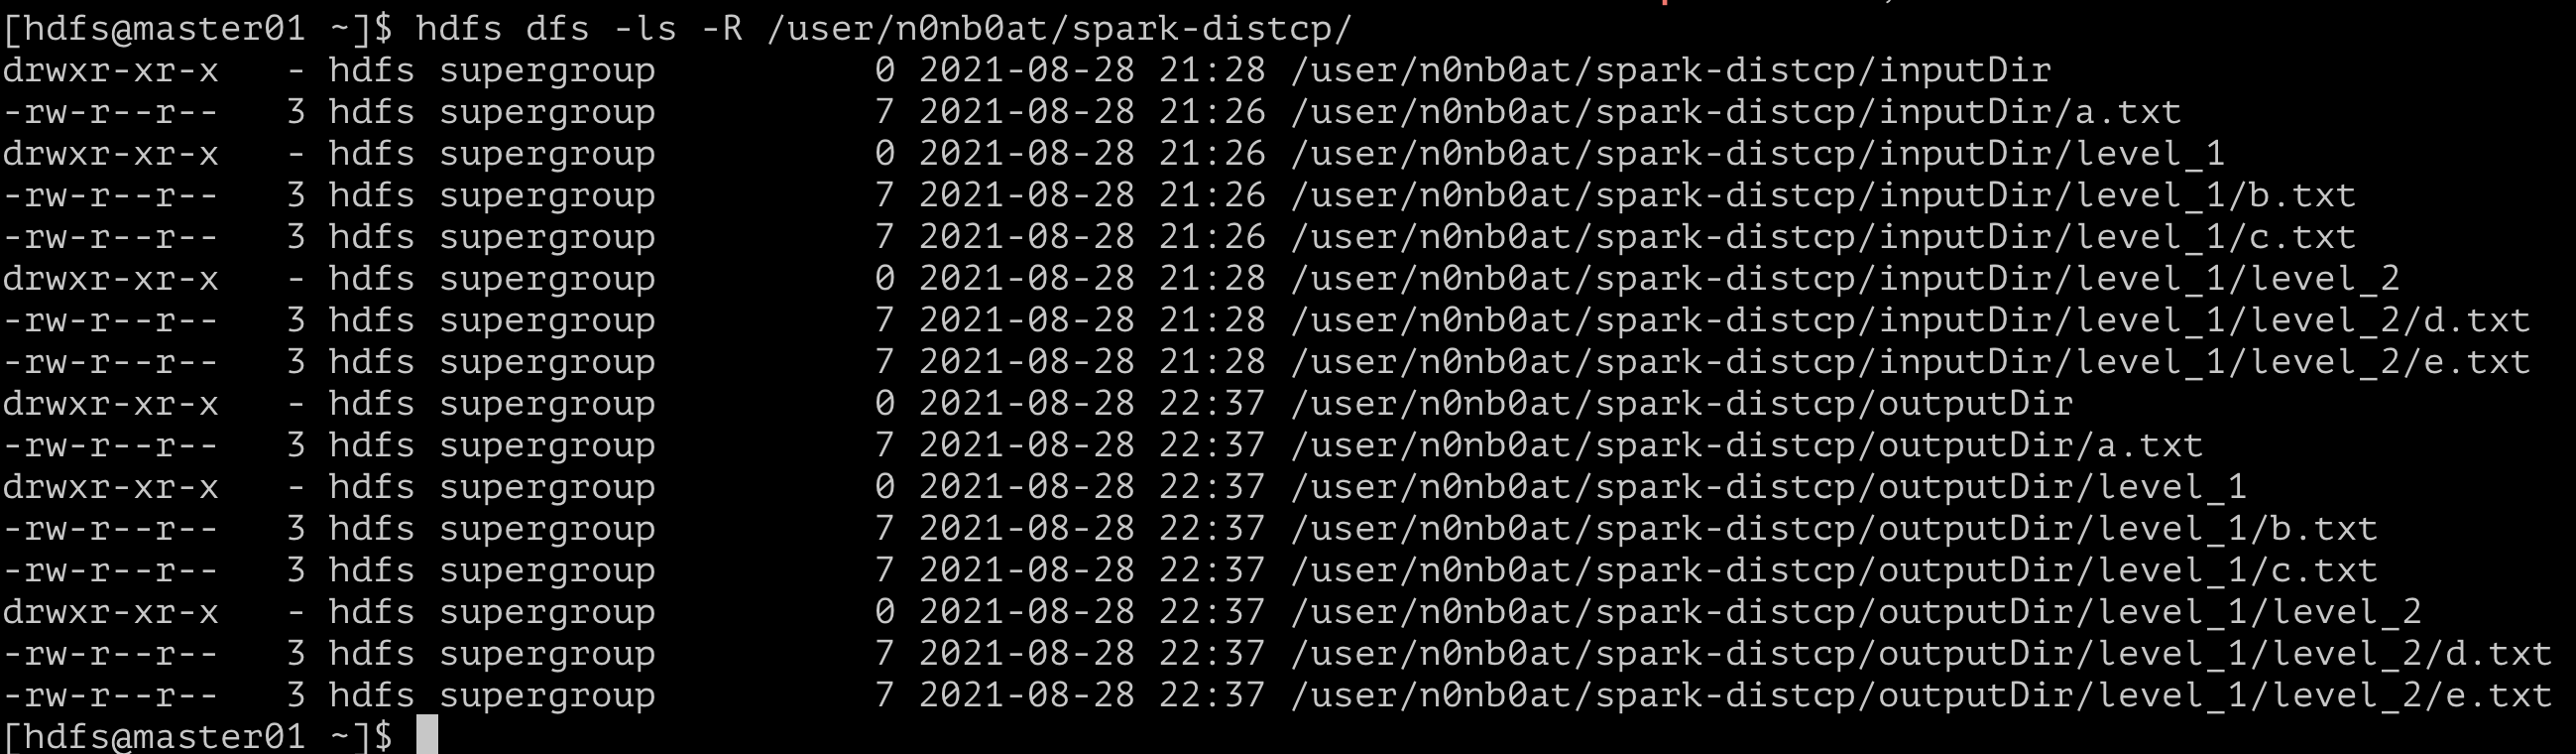 [hdfs@master01 ~]$ hdfs dfs -ls -R /user/n0nb0at/spark-distcp/
drwxr-xr-x   - hdfs supergroup          0 2021-08-28 21:28 /user/n0nb0at/spark-distcp/inputDir
-rw-r--r--   3 hdfs supergroup          7 2021-08-28 21:26 /user/n0nb0at/spark-distcp/inputDir/a.txt
drwxr-xr-x   - hdfs supergroup          0 2021-08-28 21:26 /user/n0nb0at/spark-distcp/inputDir/level_1
-rw-r--r--   3 hdfs supergroup          7 2021-08-28 21:26 /user/n0nb0at/spark-distcp/inputDir/level_1/b.txt
-rw-r--r--   3 hdfs supergroup          7 2021-08-28 21:26 /user/n0nb0at/spark-distcp/inputDir/level_1/c.txt
drwxr-xr-x   - hdfs supergroup          0 2021-08-28 21:28 /user/n0nb0at/spark-distcp/inputDir/level_1/level_2
-rw-r--r--   3 hdfs supergroup          7 2021-08-28 21:28 /user/n0nb0at/spark-distcp/inputDir/level_1/level_2/d.txt
-rw-r--r--   3 hdfs supergroup          7 2021-08-28 21:28 /user/n0nb0at/spark-distcp/inputDir/level_1/level_2/e.txt
drwxr-xr-x   - hdfs supergroup          0 2021-08-28 22:37 /user/n0nb0at/spark-distcp/outputDir
-rw-r--r--   3 hdfs supergroup          7 2021-08-28 22:37 /user/n0nb0at/spark-distcp/outputDir/a.txt
drwxr-xr-x   - hdfs supergroup          0 2021-08-28 22:37 /user/n0nb0at/spark-distcp/outputDir/level_1
-rw-r--r--   3 hdfs supergroup          7 2021-08-28 22:37 /user/n0nb0at/spark-distcp/outputDir/level_1/b.txt
-rw-r--r--   3 hdfs supergroup          7 2021-08-28 22:37 /user/n0nb0at/spark-distcp/outputDir/level_1/c.txt
drwxr-xr-x   - hdfs supergroup          0 2021-08-28 22:37 /user/n0nb0at/spark-distcp/outputDir/level_1/level_2
-rw-r--r--   3 hdfs supergroup          7 2021-08-28 22:37 /user/n0nb0at/spark-distcp/outputDir/level_1/level_2/d.txt
-rw-r--r--   3 hdfs supergroup          7 2021-08-28 22:37 /user/n0nb0at/spark-distcp/outputDir/level_1/level_2/e.txt
[hdfs@master01 ~]$